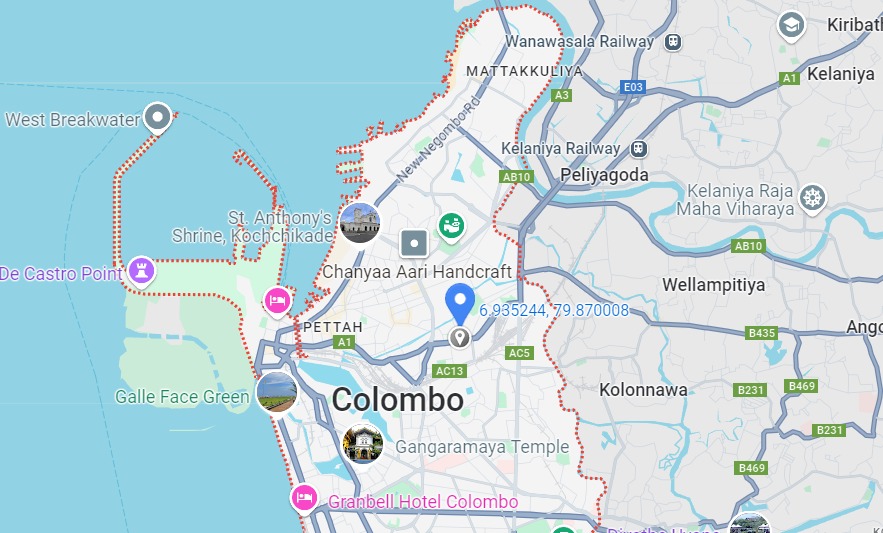 Wanawasala Railway
Kiribath
MATTAKKULIYA
A1
Kelaniya
E03
A3
West Breakwater
New Negombo Rd
Kelaniya Railway
AB10
Peliyagoda
Kelaniya Raja
Maha Viharaya
St. Anthony's
Shrine, Kochchikade
AB10
De Castro Point
Chanyaa Aari Handcraft
Wellampitiya
6.935244, 79.870008
PETTAH
A1
B435
Ango
AC5
AC13
Galle Face Green
Colombo
Kolonnawa
B231
B469
B231
Gangaramaya Temple
B469
Granbell Hotel Colombo